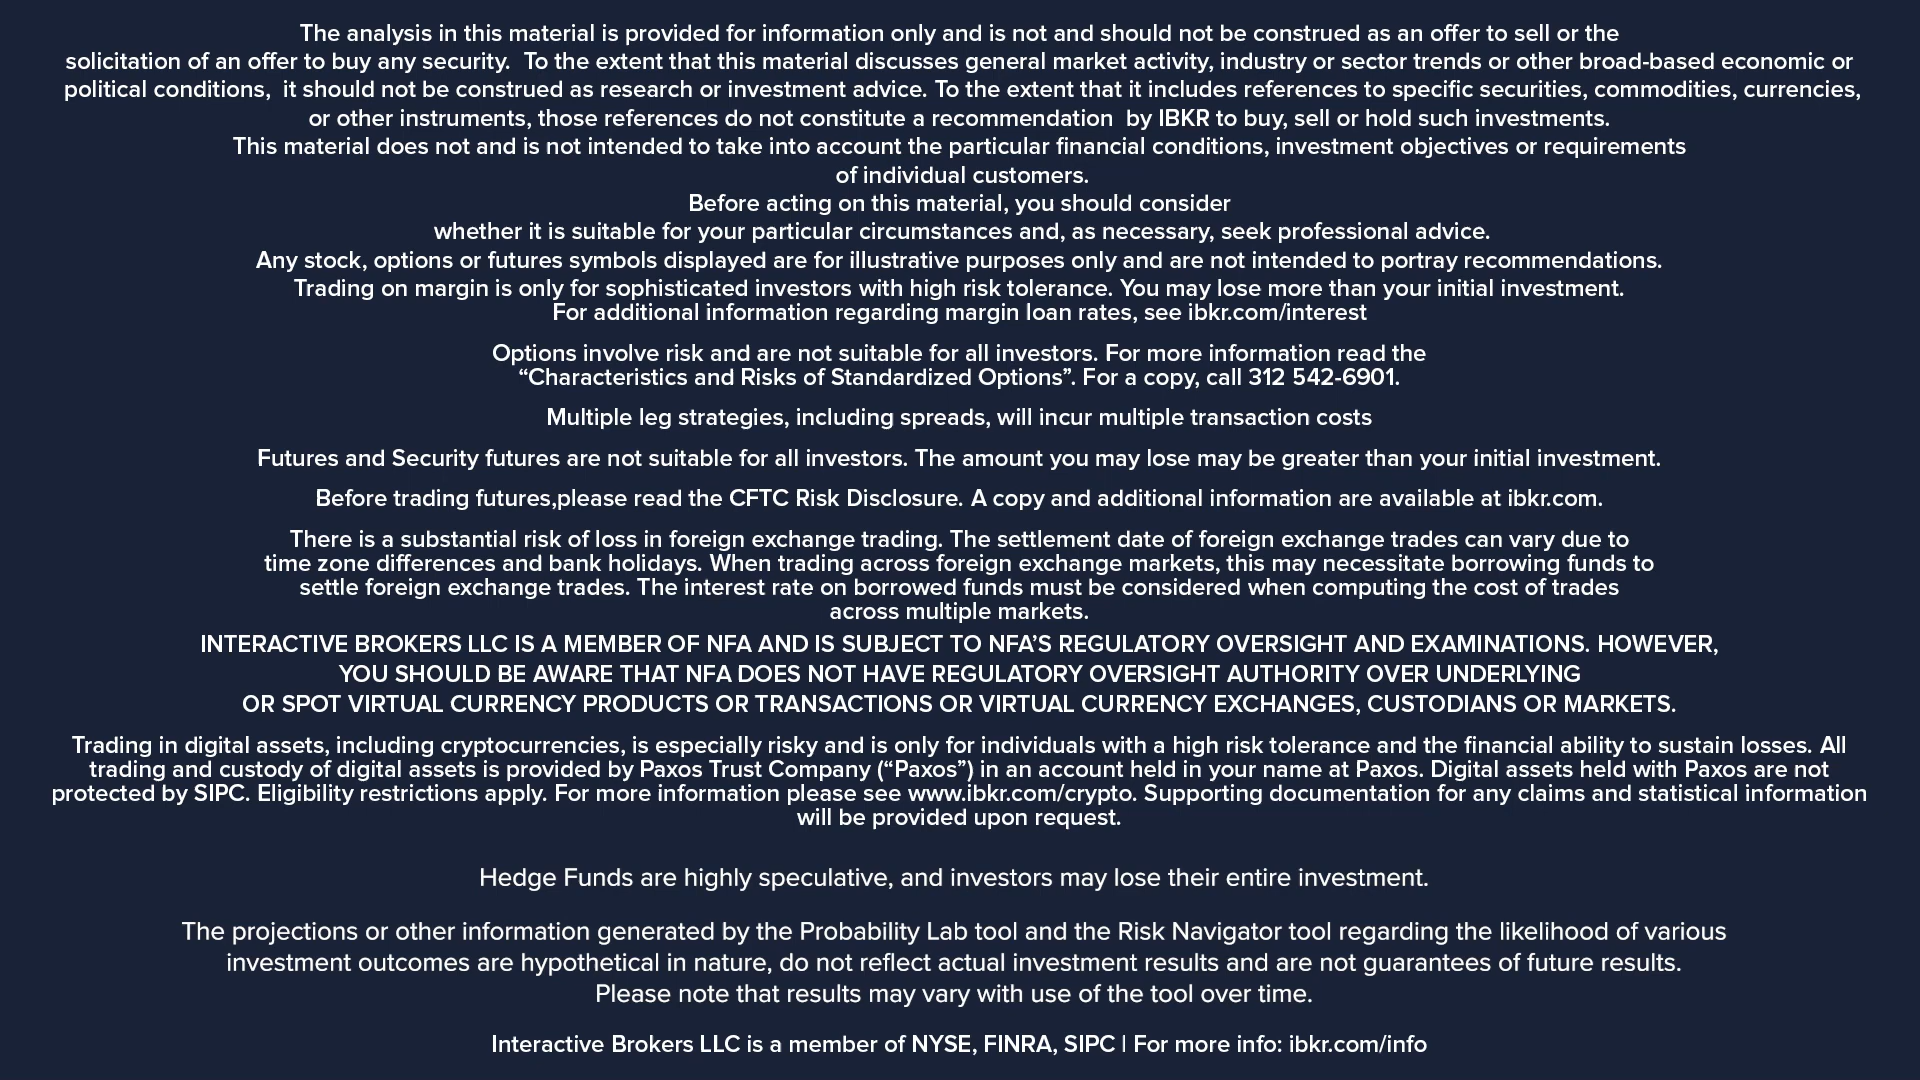 The analysis in this material is provided for information only and is not and should not be construed as an offer to sell or the
solicitation of an offer to buy any security.  To the extent that this material discusses general market activity, industry or sector trends or other broad-based economic or
political conditions,  it should not be construed as research or investment advice. To the extent that it includes references to specific securities, commodities, currencies,
or other instruments, those references do not constitute a recommendation  by IBKR to buy, sell or hold such investments.
This material does not and is not intended to take into account the particular financial conditions, investment objectives or requirements
of individual customers.
Before acting on this material, you should consider
whether it is suitable for your particular circumstances and, as necessary, seek professional advice.
Any stock, options or futures symbols displayed are for illustrative purposes only and are not intended to portray recommendations.
Trading on margin is only for sophisticated investors with high risk tolerance. You may lose more than your initial investment.
For additional information regarding margin loan rates, see ibkr.com/interest
Options involve risk and are not suitable for all investors. For more information read the
“Characteristics and Risks of Standardized Options”. For a copy, call 312 542-6901.
Multiple leg strategies, including spreads, will incur multiple transaction costs
Futures and Security futures are not suitable for all investors. The amount you may lose may be greater than your initial investment.
Before trading futures,please read the CFTC Risk Disclosure. A copy and additional information are available at ibkr.com.
There is a substantial risk of loss in foreign exchange trading. The settlement date of foreign exchange trades can vary due to
time zone differences and bank holidays. When trading across foreign exchange markets, this may necessitate borrowing funds to
settle foreign exchange trades. The interest rate on borrowed funds must be considered when computing the cost of trades
across multiple markets.
INTERACTIVE BROKERS LLC IS A MEMBER OF NFA AND IS SUBJECT TO NFA’S REGULATORY OVERSIGHT AND EXAMINATIONS. HOWEVER,
YOU SHOULD BE AWARE THAT NFA DOES NOT HAVE REGULATORY OVERSIGHT AUTHORITY OVER UNDERLYING
OR SPOT VIRTUAL CURRENCY PRODUCTS OR TRANSACTIONS OR VIRTUAL CURRENCY EXCHANGES, CUSTODIANS OR MARKETS.
Trading in digital assets, including cryptocurrencies, is especially risky and is only for individuals with a high risk tolerance and the financial ability to sustain losses. All
trading and custody of digital assets is provided by Paxos Trust Company (“Paxos”) in an account held in your name at Paxos. Digital assets held with Paxos are not
protected by SIPC. Eligibility restrictions apply. For more information please see www.ibkr.com/crypto. Supporting documentation for any claims and statistical information
will be provided upon request.
Hedge Funds are highly speculative, and investors may lose their entire investment.
The projections or other information generated by the Probability Lab tool and the Risk Navigator tool regarding the likelihood of various
investment outcomes are hypothetical in nature, do not reflect actual investment results and are not guarantees of future results.
Please note that results may vary with use of the tool over time.
Interactive Brokers LLC is a member of NYSE, FINRA, SIPC | For more info: ibkr.com/info